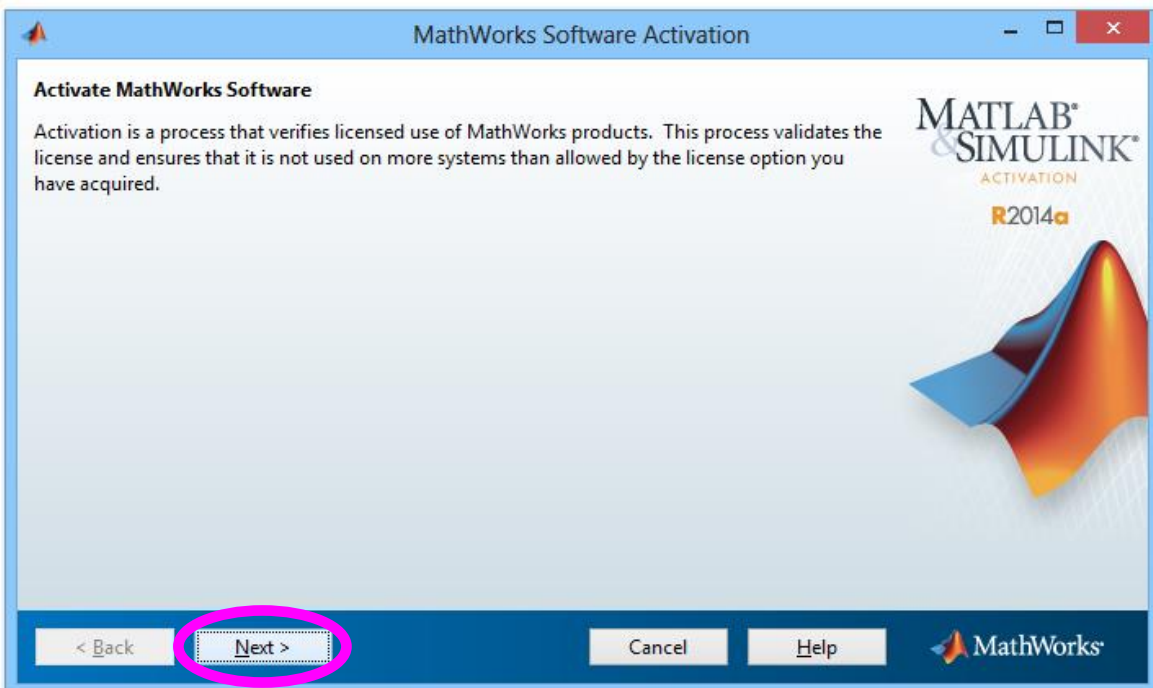 MathWorks Software Activation
Activate MathWorks Software
Activation is a process that verifies licensed use of MathWorks products. This process validates the
license and ensures that it is not used on more systems than allowed by the license option you
have acquired.
MATLAB®
&SIMULINK®
ACTIVATION
R2014a
< Back
Next >
Cancel
Help
MathWorks®